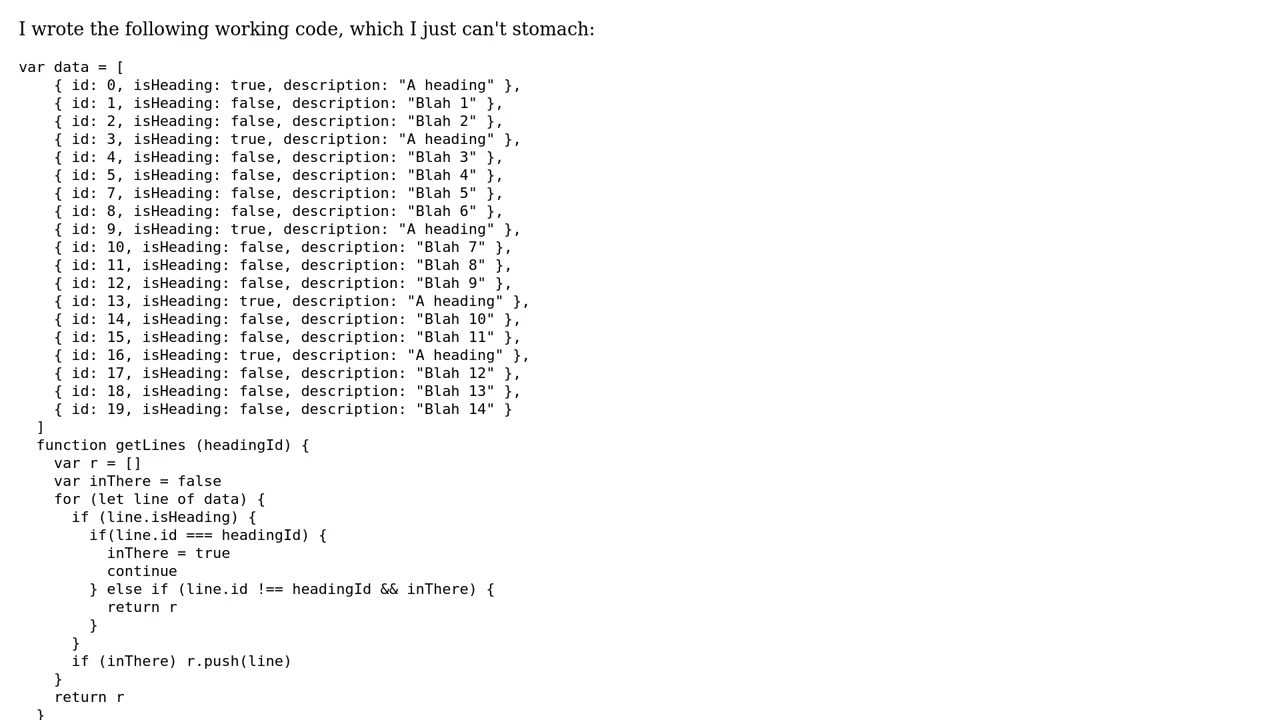 I wrote the following working code, which I just can't stomach:
var data = [
    { id: 0, isHeading: true, description: "A heading" },
    { id: 1, isHeading: false, description: "Blah 1" },
    { id: 2, isHeading: false, description: "Blah 2" },
    { id: 3, isHeading: true, description: "A heading" },
    { id: 4, isHeading: false, description: "Blah 3" },
    { id: 5, isHeading: false, description: "Blah 4" },
    { id: 7, isHeading: false, description: "Blah 5" },
    { id: 8, isHeading: false, description: "Blah 6" },
    { id: 9, isHeading: true, description: "A heading" },
    { id: 10, isHeading: false, description: "Blah 7" },
    { id: 11, isHeading: false, description: "Blah 8" },
    { id: 12, isHeading: false, description: "Blah 9" },
    { id: 13, isHeading: true, description: "A heading" },
    { id: 14, isHeading: false, description: "Blah 10" },
    { id: 15, isHeading: false, description: "Blah 11" },
    { id: 16, isHeading: true, description: "A heading" },
    { id: 17, isHeading: false, description: "Blah 12" },
    { id: 18, isHeading: false, description: "Blah 13" },
    { id: 19, isHeading: false, description: "Blah 14" }
  ]
  function getLines (headingId) {
    var r = []
    var inThere = false
    for (let line of data) {
      if (line.isHeading) {
        if(line.id === headingId) {
          inThere = true
          continue
        } else if (line.id !== headingId && inThere) {
          return r
        }
      }
      if (inThere) r.push(line)
    }
    return r
  }